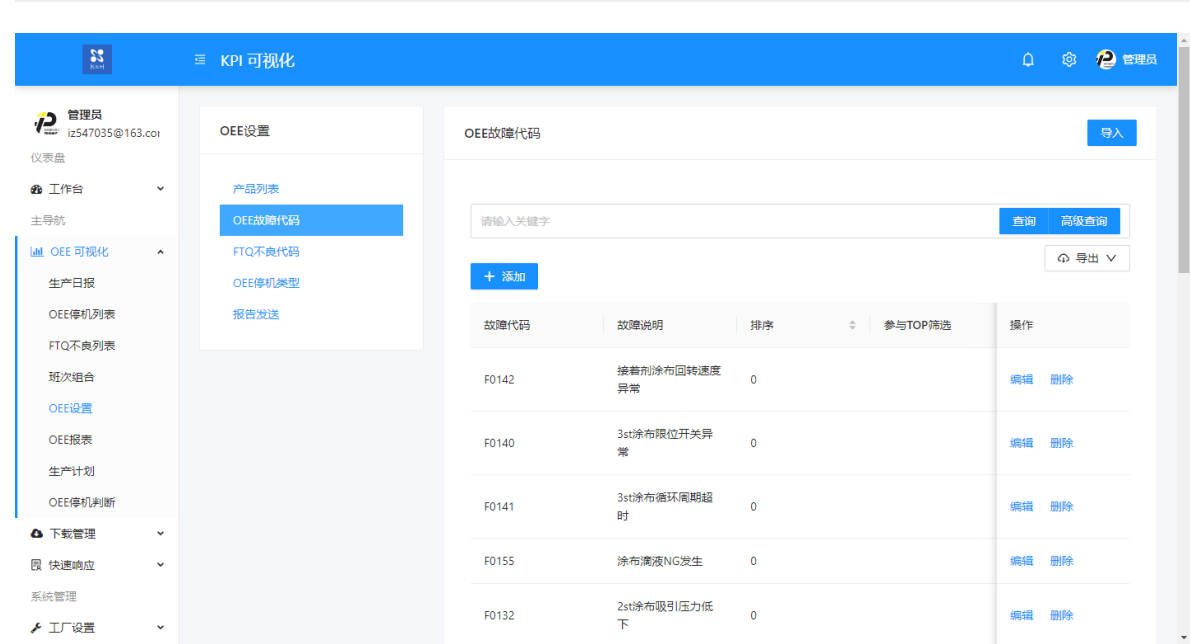 K&H
KPI 可视化
管理员
管理员
iz547035@163.cor
仪表盘
工作台
主导航
OEE 可视化
生产日报
OEE停机列表
FTQ不良列表
班次组合
OEE设置
OEE报表
生产计划
OEE停机判断
下载管理
快速响应
系统管理
工厂设置
OEE设置
产品列表
OEE故障代码
FTQ不良代码
OEE停机类型
报告发送
OEE故障代码
导入
请输入关键字
查询
高级查询
导出
+ 添加
故障代码 故障说明 排序 参与TOP筛选 操作
F0142 接着剂涂布回转速度 0 编辑 删除
异常
F0140 3st涂布限位开关异 0 编辑 删除
常
F0141 3st涂布循环周期超 0 编辑 删除
时
F0155 涂布滴液NG发生 0 编辑 删除
F0132 2st涂布吸引压力低 0 编辑 删除
下